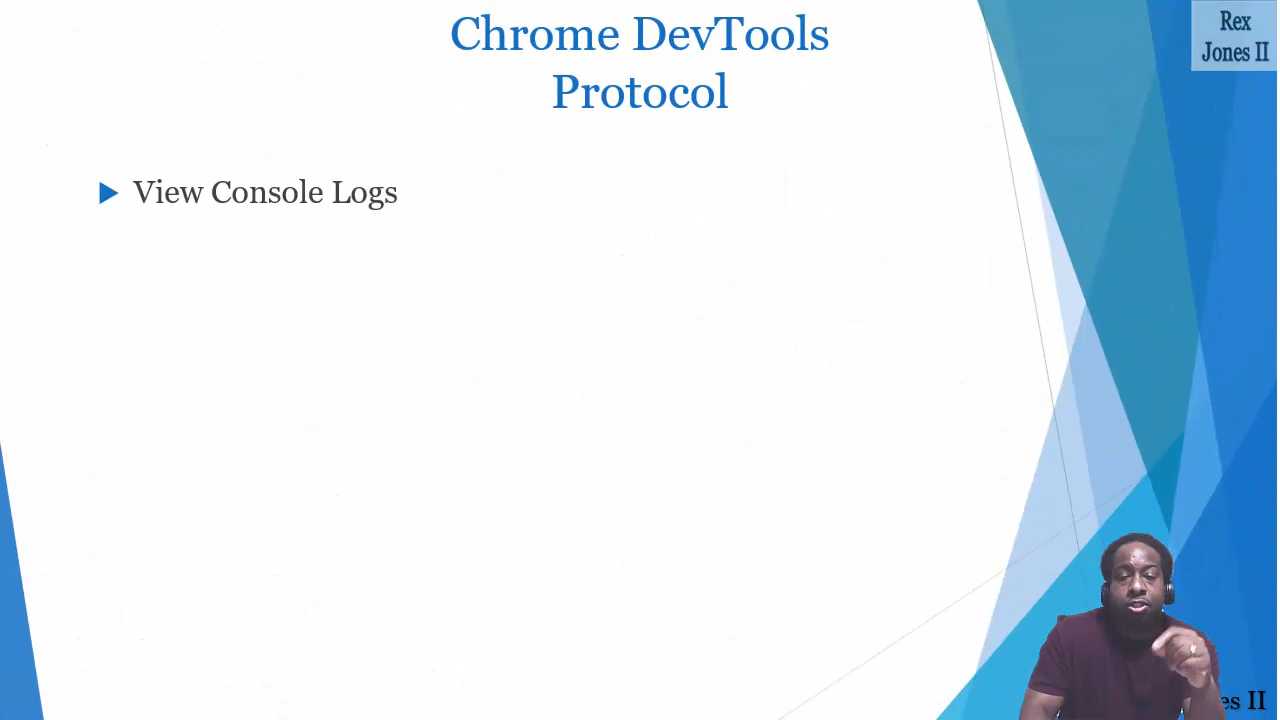 Chrome DevTools
Protocol
Rex
Jones II
View Console Logs
es II